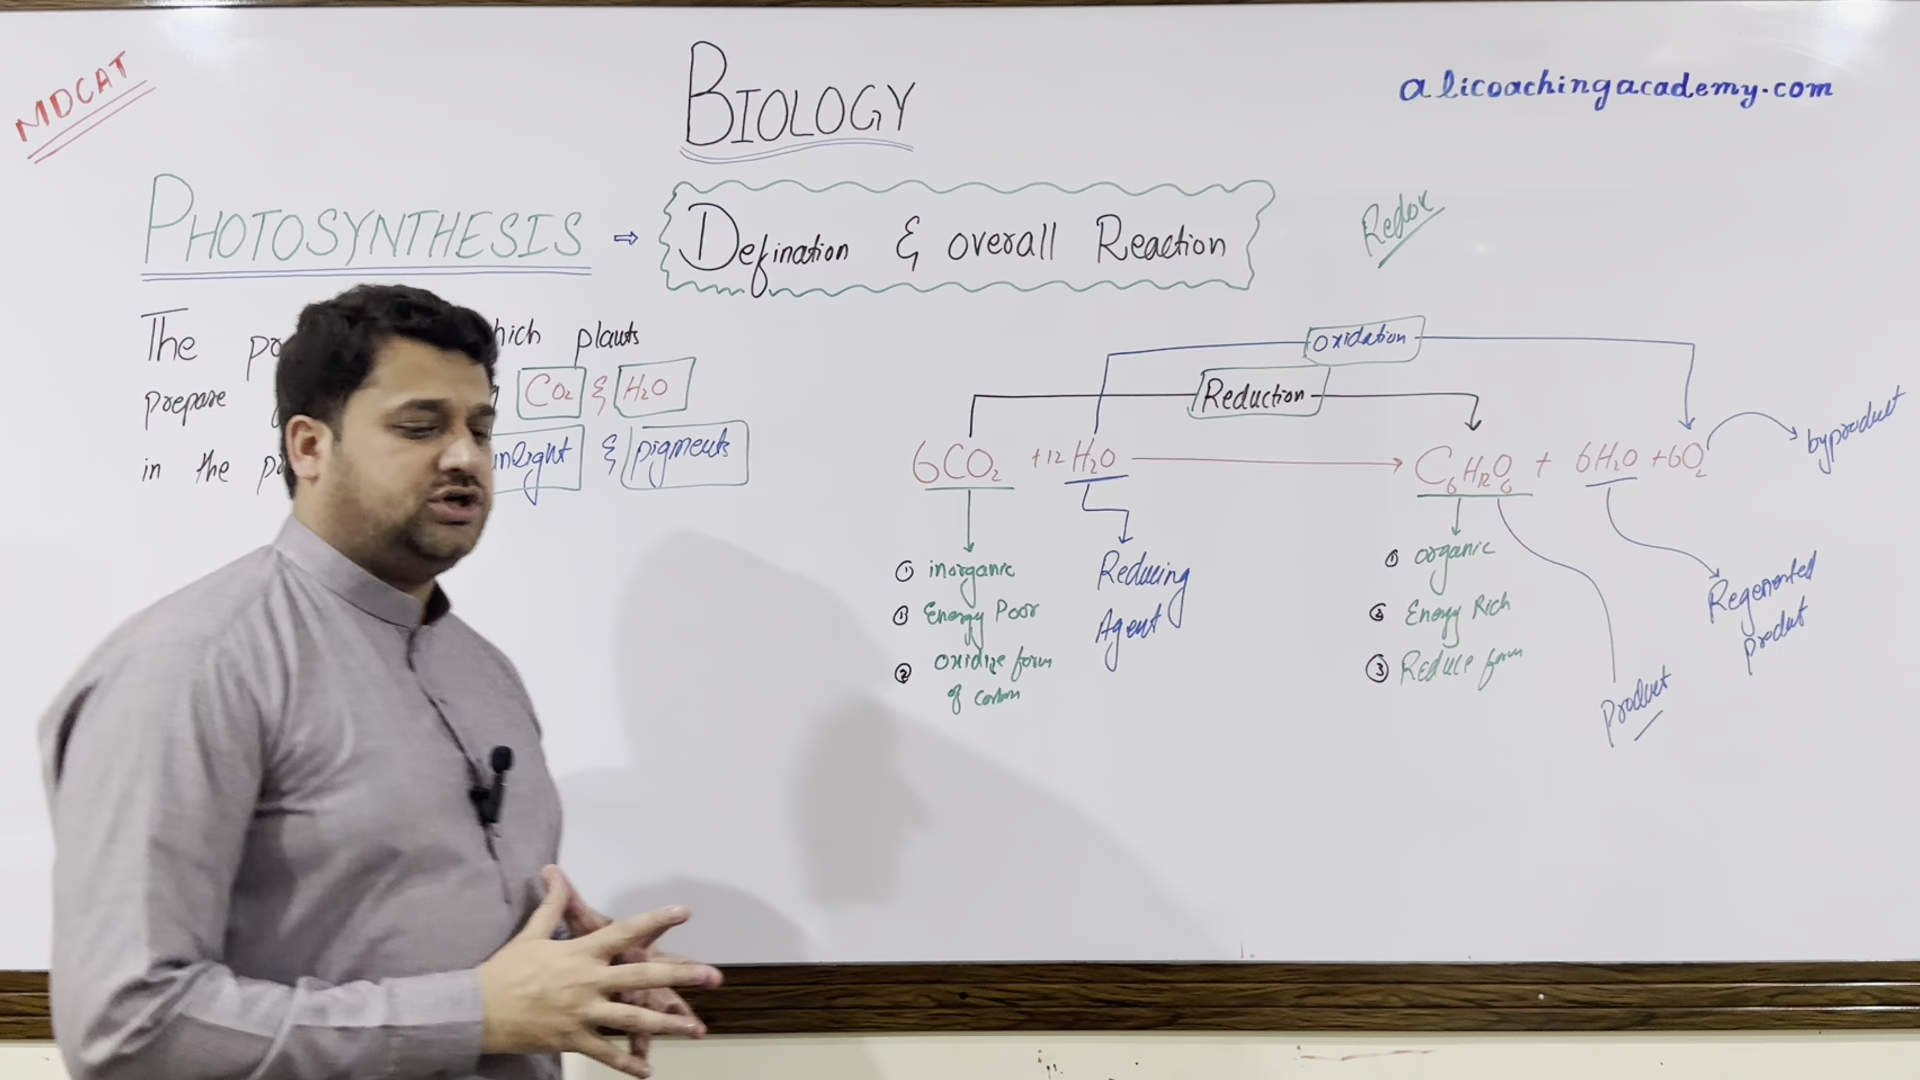 MDCAT
BIOLOGY
alicoachingacademy.com
PHOTOSYNTHESIS ⇒ Defination & overall Reaction
Redox
The hich plants
prepare CO₂ & H₂O
in the nlight & pigments
oxidation
Reduction
6CO₂ +12 H₂O → C₆H₁₂O₆ + 6H₂O +6O₂
byproduct
① inorganic
① Energy Poor
② oxidize form
of carbon
Reducing
Agent
① organic
② Energy Rich
③ Reduce form
Product
Regenerated
product